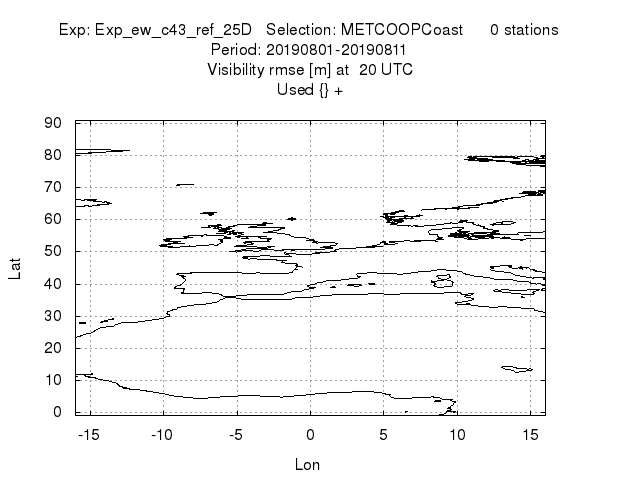 Exp: Exp_ew_c43_ref_25D Selection: METCOOPCoast 0 stations
Period: 20190801-20190811
Visibility rmse [m] at 20 UTC
Used {} +
90
80
70
60
50
40
30
20
10
0
Lat
-15 -10 -5 0 5 10 15
Lon